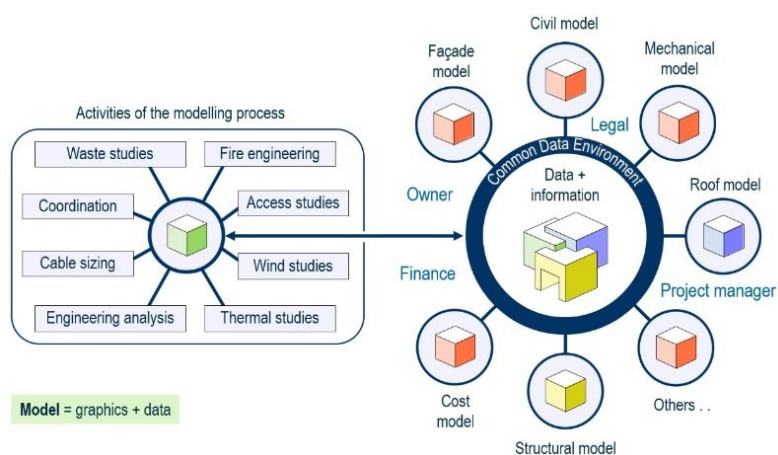 Activities of the modelling process
Waste studies
Fire engineering
Coordination
Access studies
Cable sizing
Wind studies
Engineering analysis
Thermal studies
Model = graphics + data
Civil model
Façade
model
Mechanical
model
Legal
Common Data Environment
Data +
information
Owner
Roof model
Finance
Project manager
Cost
model
Structural model
Others . .